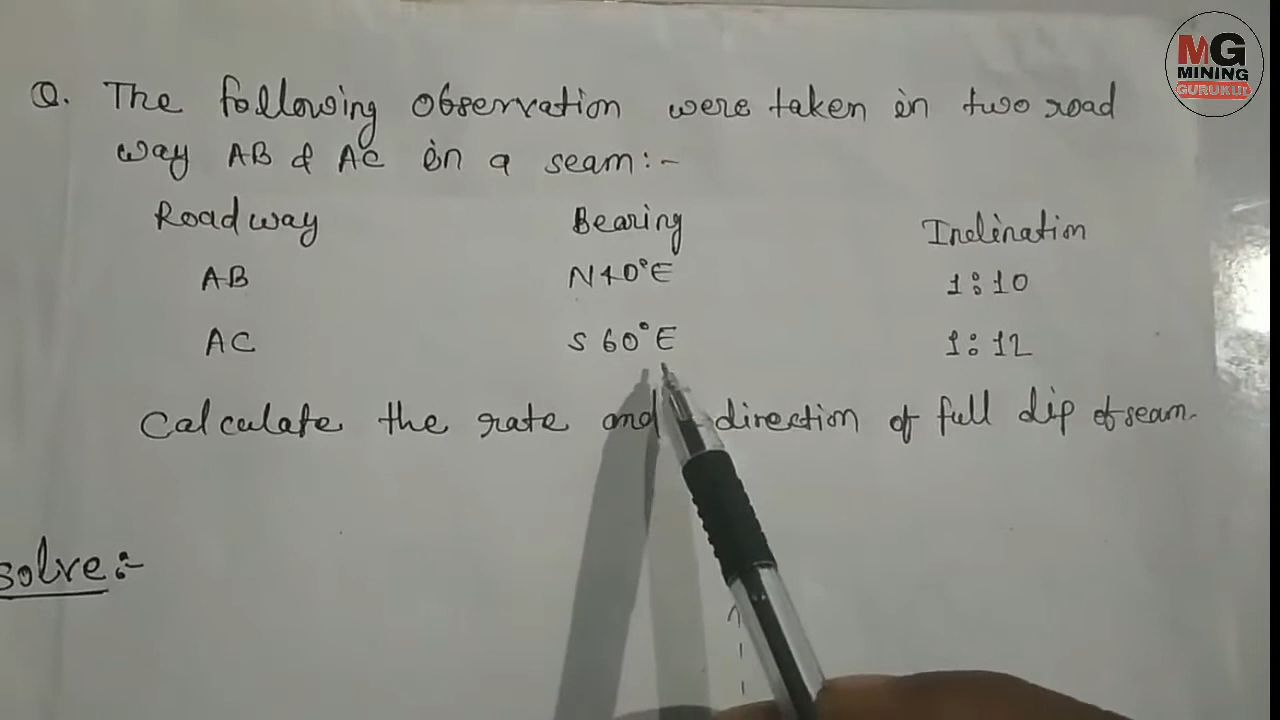 MG
MINING
GURUKUL
Q. The following observation were taken in two road
way AB & AC in a seam:-
Roadway Bearing Inclination
AB N40°E 1:10
AC S60°E 1:12
Calculate the rate and direction of full dip of seam.
solve:-